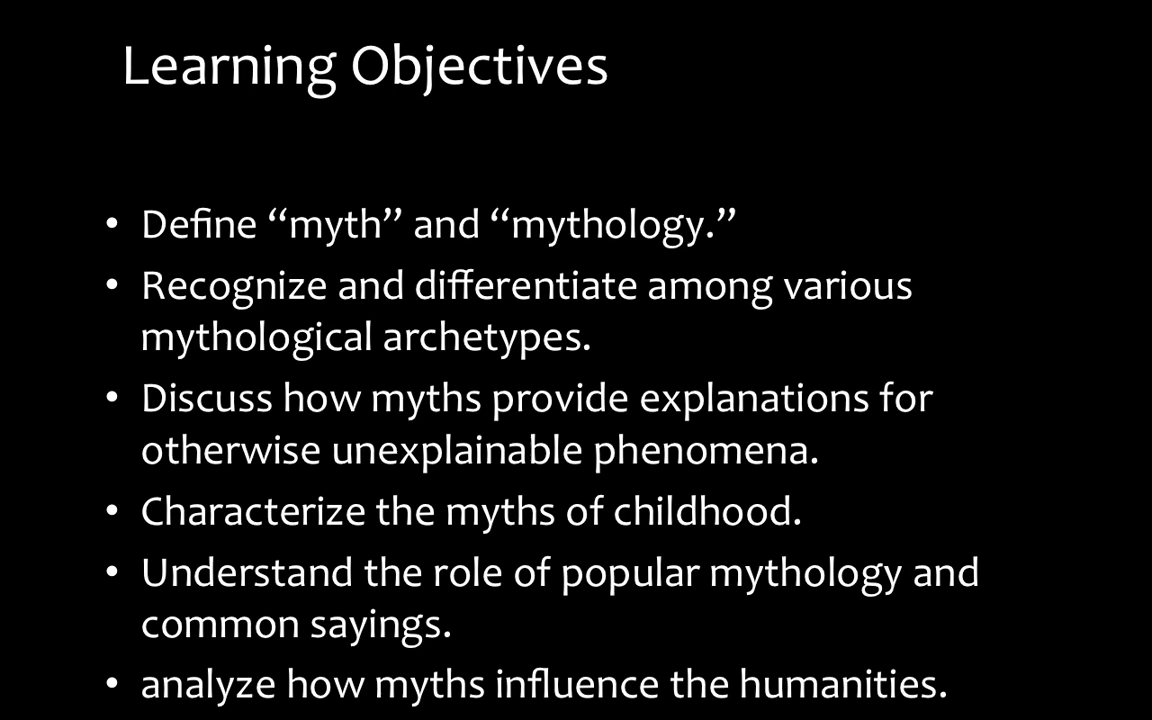 Learning Objectives
• Define “myth” and “mythology.”
• Recognize and differentiate among various
mythological archetypes.
• Discuss how myths provide explanations for
otherwise unexplainable phenomena.
• Characterize the myths of childhood.
• Understand the role of popular mythology and
common sayings.
• analyze how myths influence the humanities.